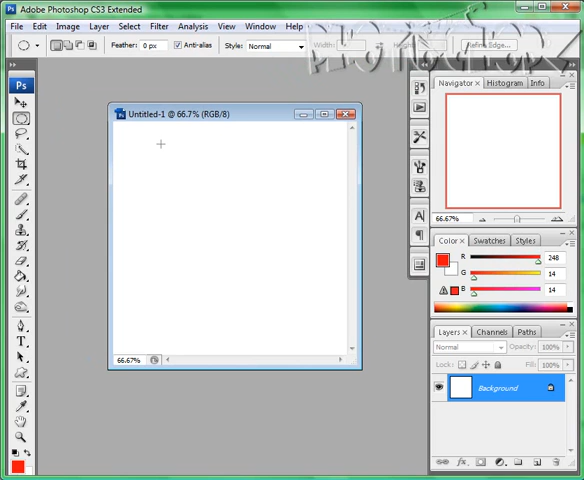 Ps Adobe Photoshop CS3 Extended
File Edit Image Layer Select Filter Analysis View Window Help
Feather: 0 px Anti-alias Style: Normal Width: Height: Refine Edge...
Ps
Untitled-1 @ 66.7% (RGB/8)
66.67%
Navigator × Histogram Info
66.67%
Color × Swatches Styles
R 248
G 14
B 14
Layers × Channels Paths
Normal Opacity: 100%
Lock: Fill: 100%
Background